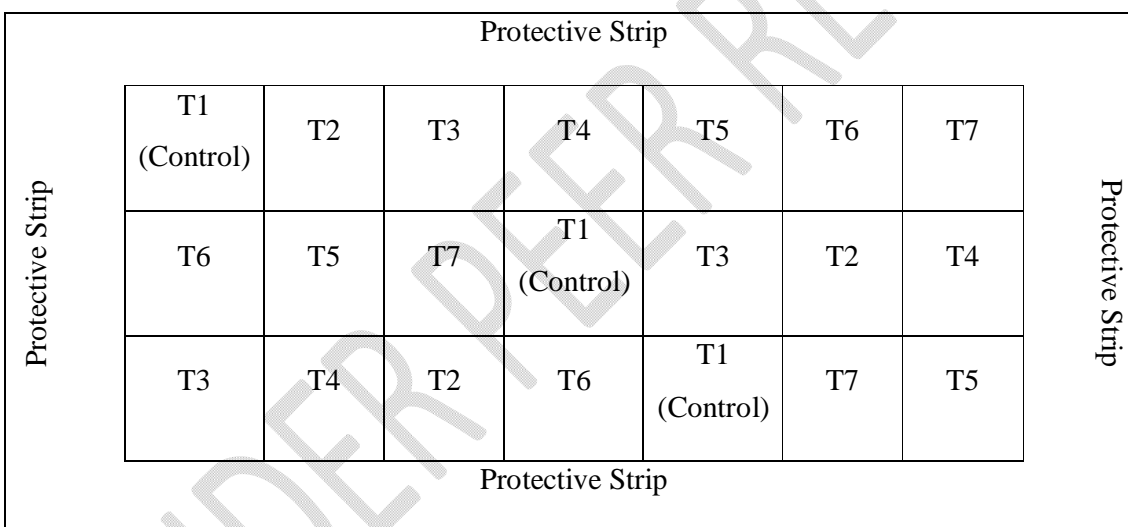 Protective Strip
T1
(Control)
T2
T3
T4
T5
T6
T7
Protective Strip
Protective Strip
T6
T5
T7
T1
(Control)
T3
T2
T4
T3
T4
T2
T6
T1
(Control)
T7
T5
Protective Strip